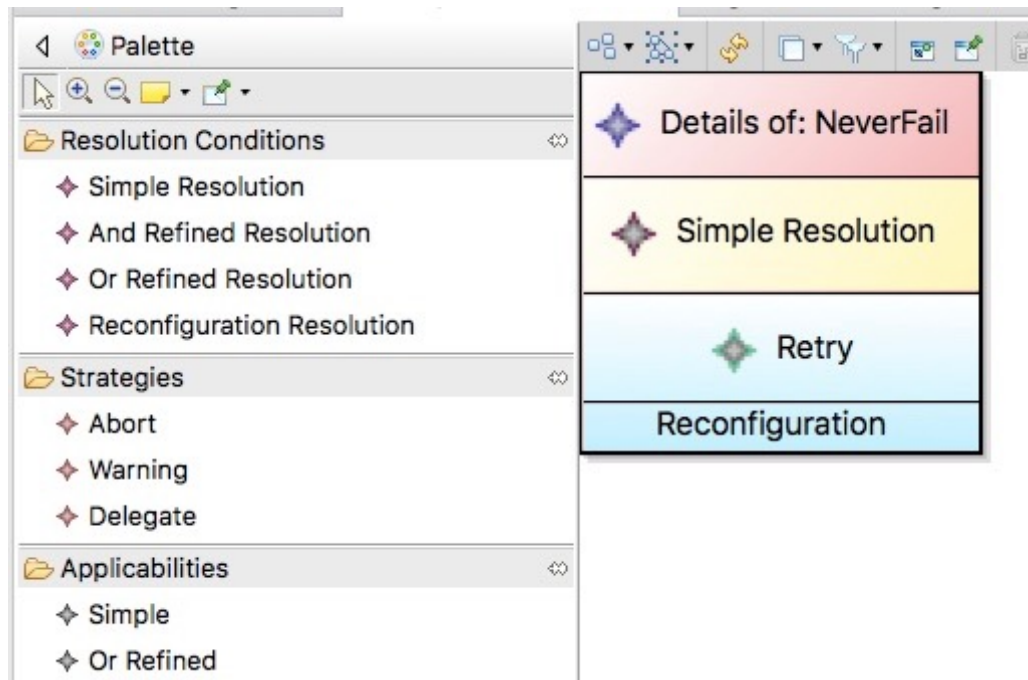 Palette
Resolution Conditions
Simple Resolution
And Refined Resolution
Or Refined Resolution
Reconfiguration Resolution
Strategies
Abort
Warning
Delegate
Applicabilities
Simple
Or Refined
Details of: NeverFail
Simple Resolution
Retry
Reconfiguration